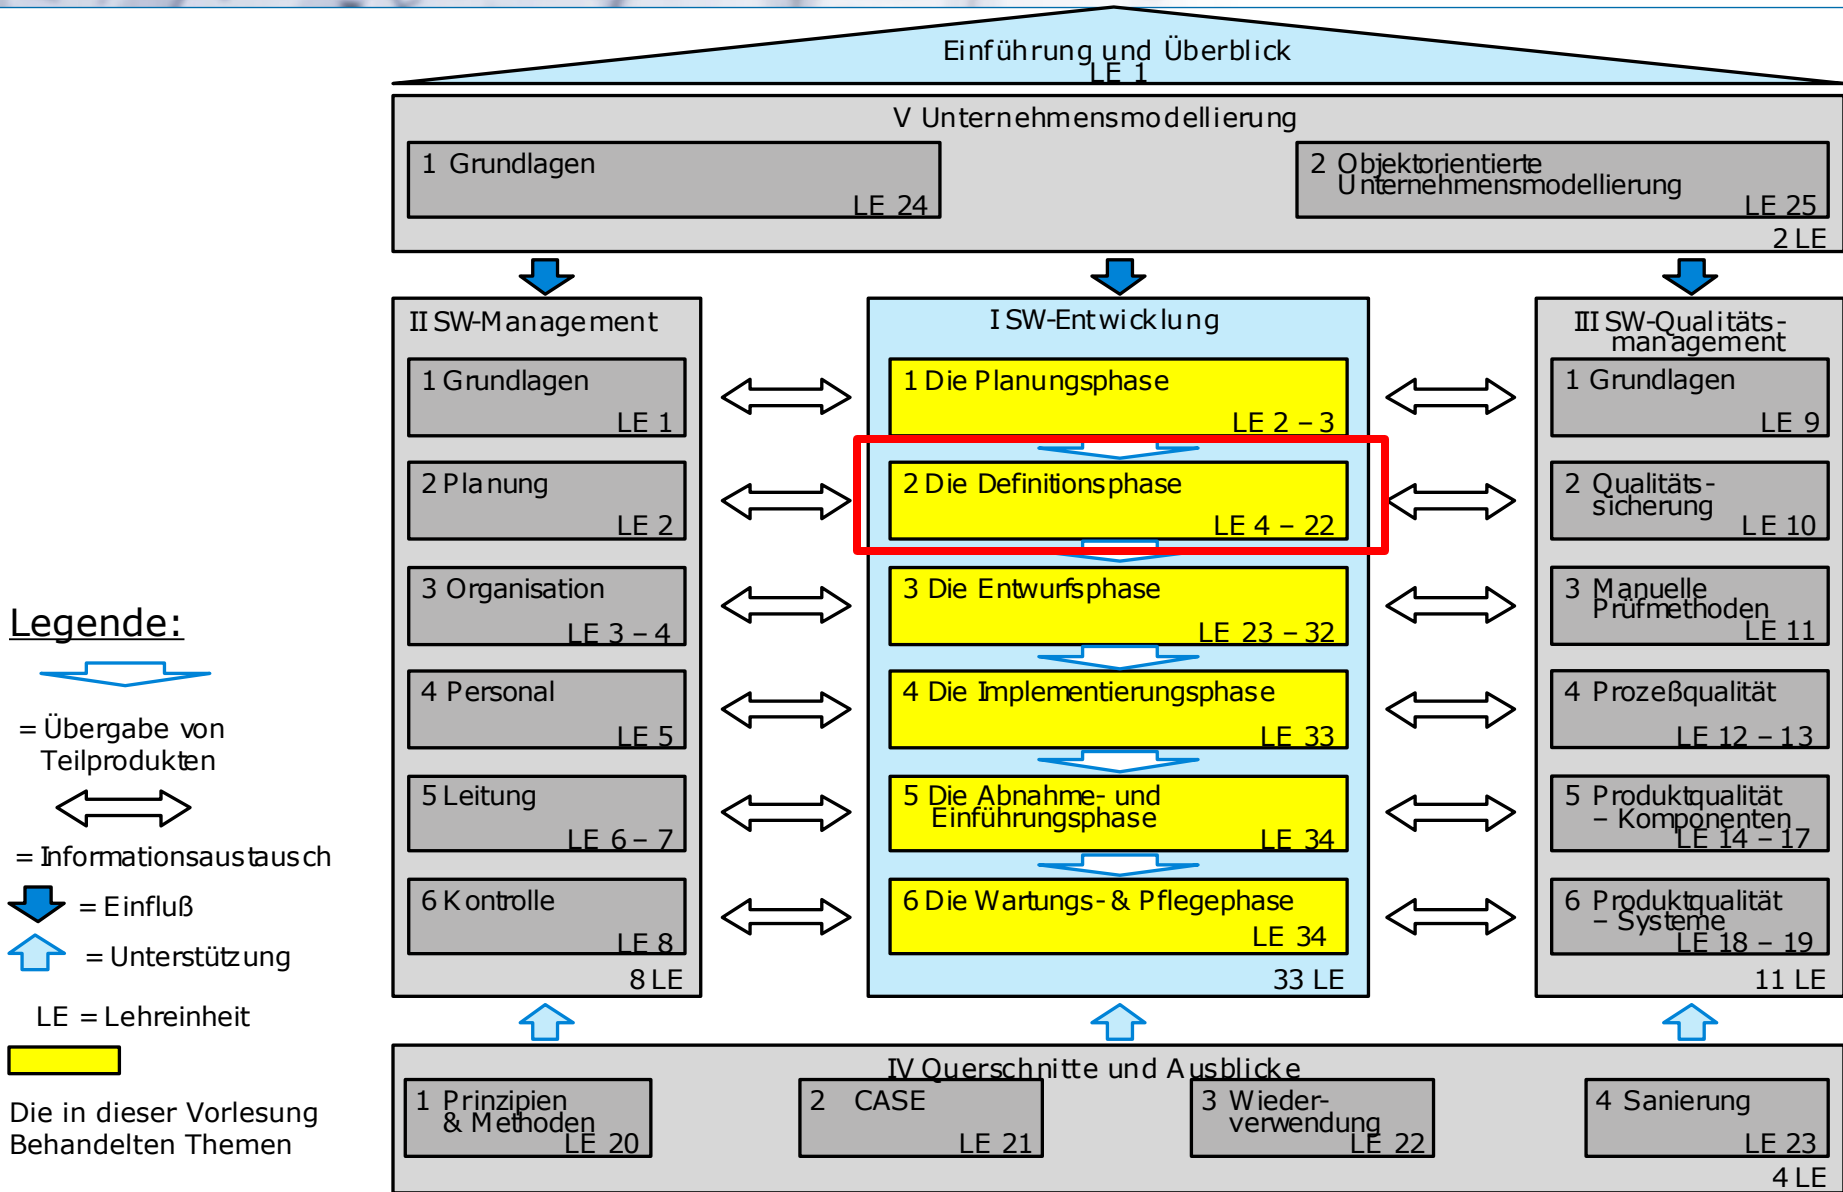 Einführung und Überblick
LE 1
V Unternehmensmodellierung
1 Grundlagen
LE 24
2 Objektorientierte
Unternehmensmodellierung
LE 25
2 LE
II SW-Management
1 Grundlagen
LE 1
2 Planung
LE 2
3 Organisation
LE 3 – 4
4 Personal
LE 5
5 Leitung
LE 6 – 7
6 Kontrolle
LE 8
8 LE
I SW-Entwicklung
1 Die Planungsphase
LE 2 – 3
2 Die Definitionsphase
LE 4 – 22
3 Die Entwurfsphase
LE 23 – 32
4 Die Implementierungsphase
LE 33
5 Die Abnahme- und
Einführungsphase
LE 34
6 Die Wartungs- & Pflegephase
LE 34
33 LE
III SW-Qualitäts-
management
1 Grundlagen
LE 9
2 Qualitäts-
sicherung
LE 10
3 Manuelle
Prüfmethoden
LE 11
4 Prozeßqualität
LE 12 – 13
5 Produktqualität
– Komponenten
LE 14 – 17
6 Produktqualität
– Systeme
LE 18 – 19
11 LE
IV Querschnitte und Ausblicke
1 Prinzipien
& Methoden
LE 20
2 CASE
LE 21
3 Wieder-
verwendung
LE 22
4 Sanierung
LE 23
4 LE
Legende:
= Übergabe von
Teilprodukten
= Informationsaustausch
= Einfluß
= Unterstützung
LE = Lehreinheit
Die in dieser Vorlesung
Behandelten Themen